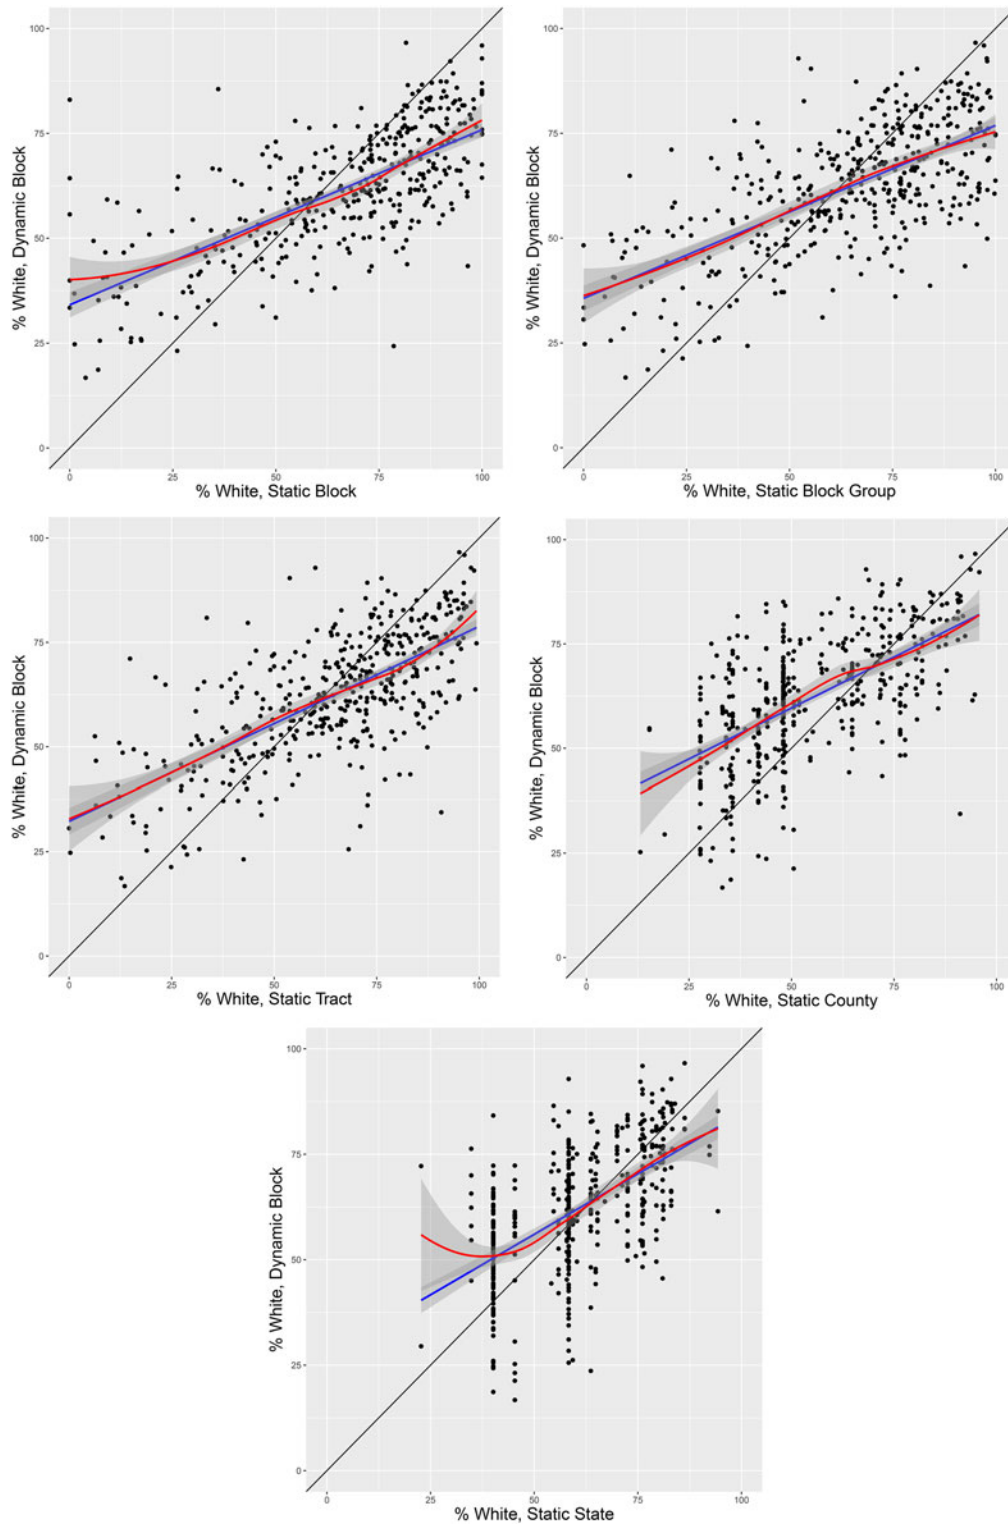 100
75
50
25
0
% White, Dynamic Block
0 25 50 75 100
% White, Static Block
100
75
50
25
0
% White, Dynamic Block
0 25 50 75 100
% White, Static Block Group
100
75
50
25
0
% White, Dynamic Block
0 25 50 75 100
% White, Static Tract
100
75
50
25
0
% White, Dynamic Block
0 25 50 75 100
% White, Static County
100
75
50
25
0
% White, Dynamic Block
0 25 50 75 100
% White, Static State